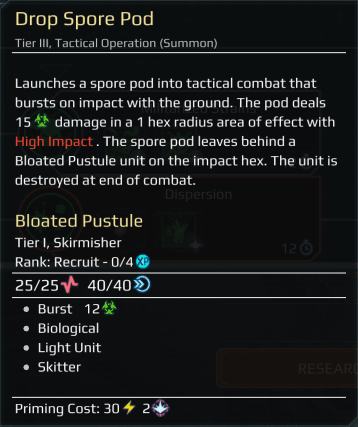 Drop Spore Pod
Tier III, Tactical Operation (Summon)
Launches a spore pod into tactical combat that
bursts on impact with the ground. The pod deals
15 damage in a 1 hex radius area of effect with
High Impact . The spore pod leaves behind a
Bloated Pustule unit on the impact hex. The unit is
destroyed at end of combat.
Dispersion
12
Bloated Pustule
Tier I, Skirmisher
Rank: Recruit - 0/4 XP
25/25 40/40
Burst 12
Biological
Light Unit
Skitter
RESEAR
Priming Cost: 30 2